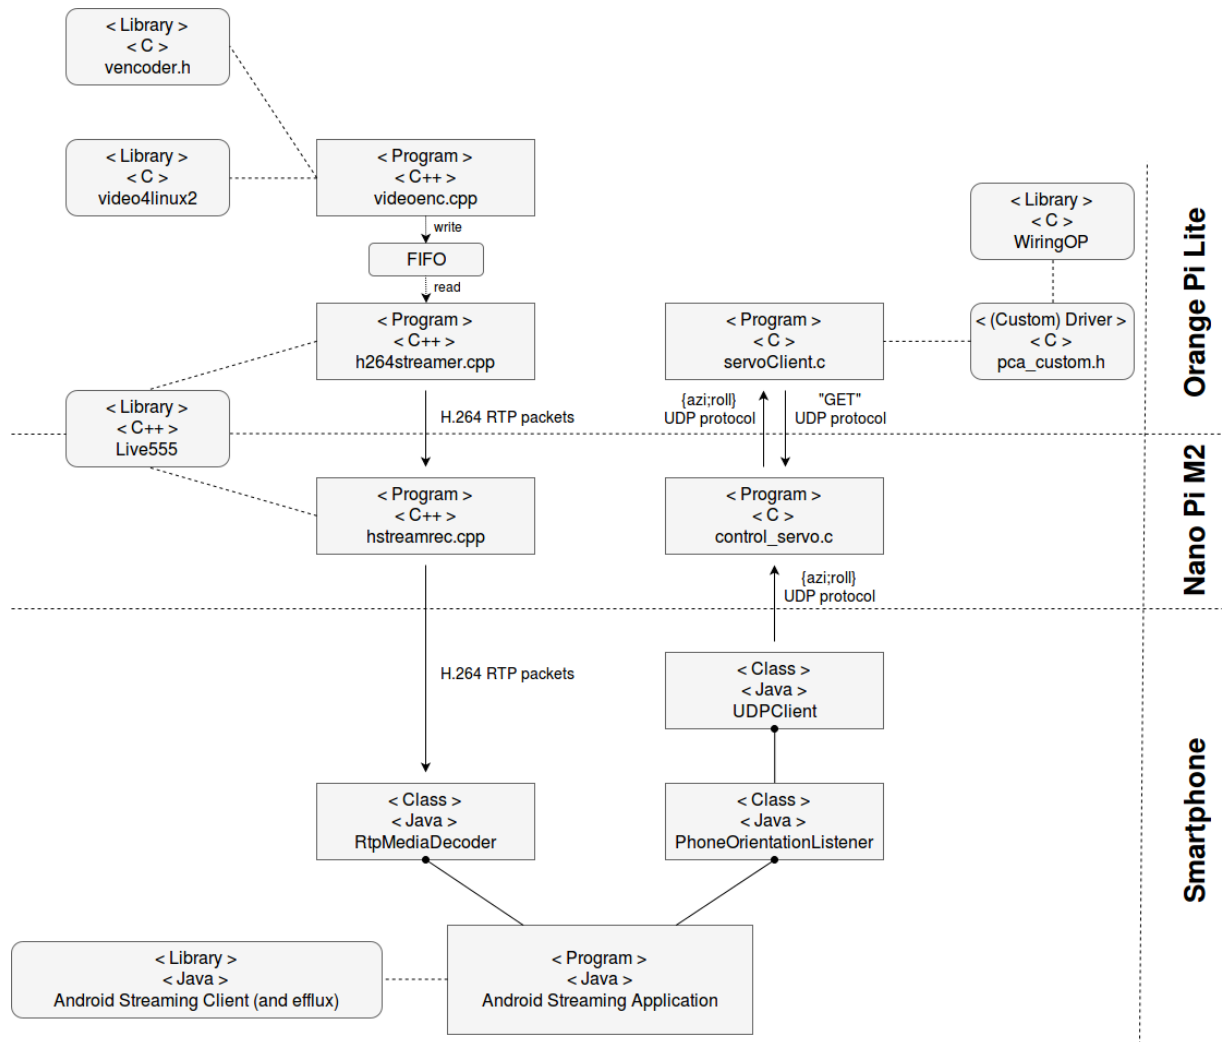 < Library >
< C >
vencoder.h
< Library >
< C >
video4linux2
< Program >
< C++ >
videoenc.cpp
write
FIFO
read
< Program >
< C++ >
h264streamer.cpp
< Library >
< C++ >
Live555
H.264 RTP packets
< Program >
< C++ >
hstreamrec.cpp
H.264 RTP packets
< Class >
< Java >
RtpMediaDecoder
< Library >
< C >
WiringOP
< (Custom) Driver >
< C >
pca_custom.h
< Program >
< C >
servoClient.c
{azi;roll}
UDP protocol
"GET"
UDP protocol
< Program >
< C >
control_servo.c
{azi;roll}
UDP protocol
< Class >
< Java >
UDPClient
< Class >
< Java >
PhoneOrientationListener
< Library >
< Java >
Android Streaming Client (and efflux)
< Program >
< Java >
Android Streaming Application
Orange Pi Lite
Nano Pi M2
Smartphone